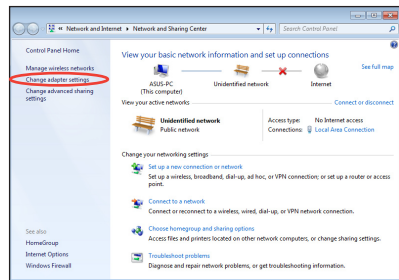 « Network and Internet ▸ Network and Sharing Center
Search Control Panel
Control Panel Home
Manage wireless networks
Change adapter settings
Change advanced sharing
settings
See also
HomeGroup
Internet Options
Windows Firewall
View your basic network information and set up connections
See full map
ASUS-PC
(This computer)
Unidentified network
Internet
View your active networks
Connect or disconnect
Unidentified network
Public network
Access type: No Internet access
Connections: Local Area Connection
Change your networking settings
Set up a new connection or network
Set up a wireless, broadband, dial-up, ad hoc, or VPN connection; or set up a router or access
point.
Connect to a network
Connect or reconnect to a wireless, wired, dial-up, or VPN network connection.
Choose homegroup and sharing options
Access files and printers located on other network computers, or change sharing settings.
Troubleshoot problems
Diagnose and repair network problems, or get troubleshooting information.